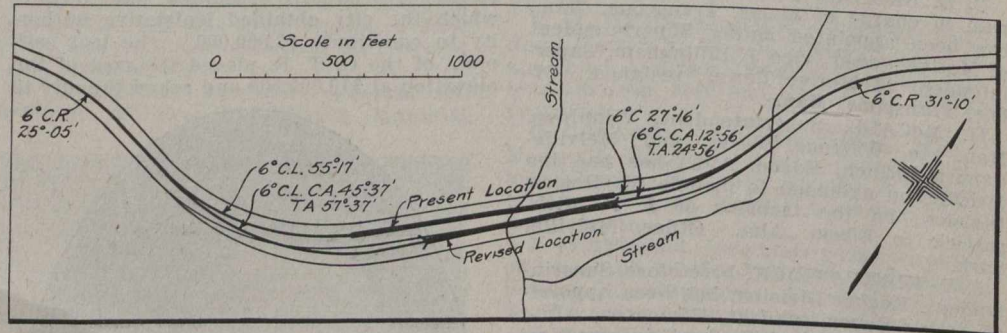 Scale in Feet
0 500 1000
Stream
6°C.R
25°-05'
6°C 27°-16'
6°C.C.A.12°-56'
T.A.24°56'
6°C.R 31°-10'
6°C.L. 55°-17'
6°C.L. C.A.45°-37'
TA 57°-37'
Present Location
Revised Location
Stream